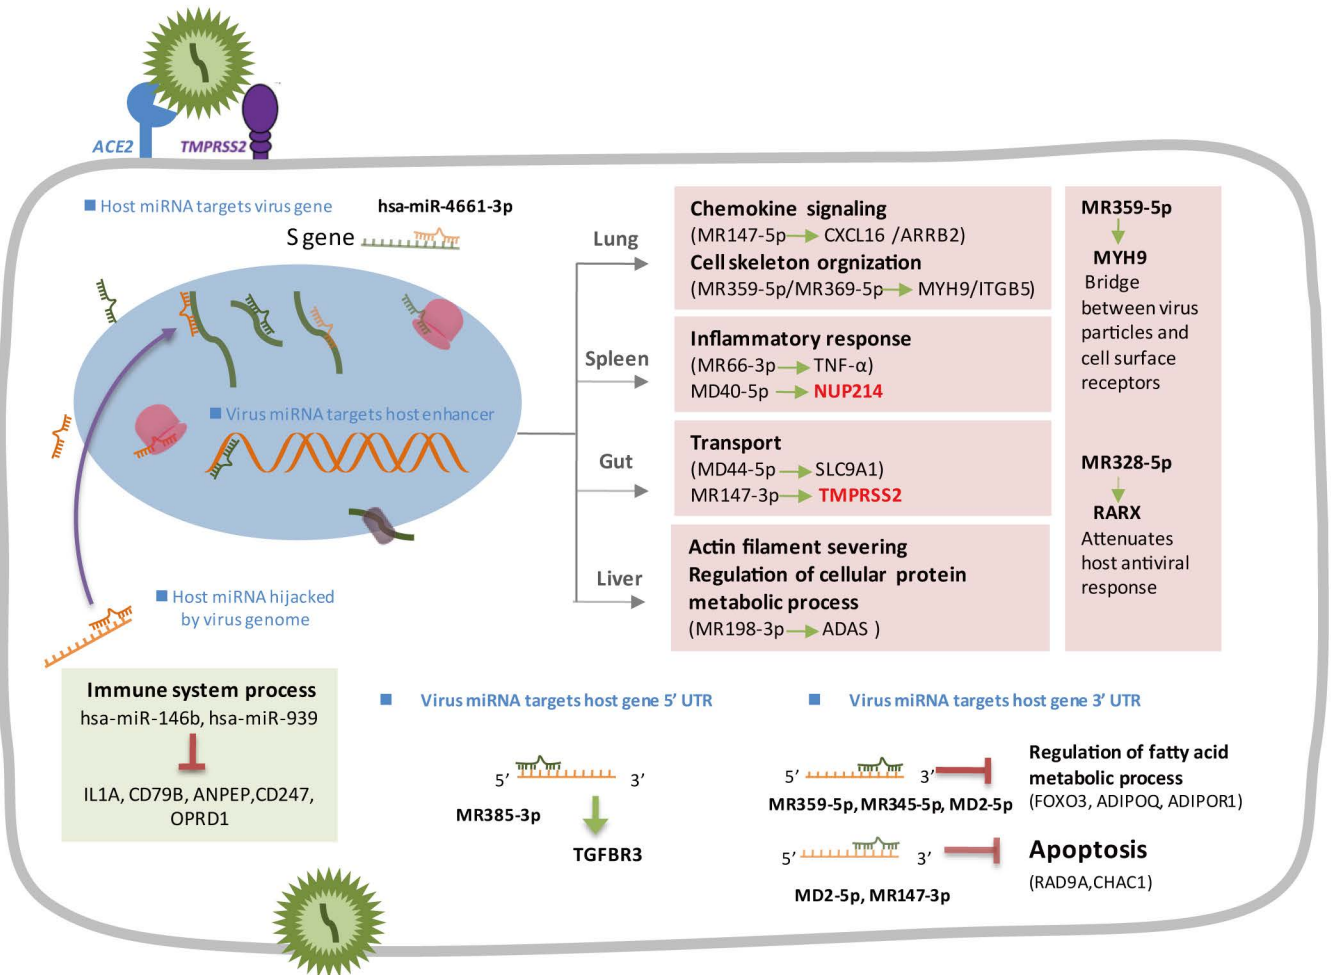 ACE2
TMPRSS2
Host miRNA targets virus gene
hsa-miR-4661-3p
S gene
Virus miRNA targets host enhancer
Host miRNA hijacked
by virus genome
Lung
Chemokine signaling
(MR147-5p → CXCL16 /ARRB2)
Cell skeleton orgnization
(MR359-5p/MR369-5p → MYH9/ITGB5)
Spleen
Inflammatory response
(MR66-3p → TNF-α)
MD40-5p → NUP214
Gut
Transport
(MD44-5p → SLC9A1)
MR147-3p → TMPRSS2
Liver
Actin filament severing
Regulation of cellular protein
metabolic process
(MR198-3p → ADAS )
MR359-5p
MYH9
Bridge
between virus
particles and
cell surface
receptors
MR328-5p
RARX
Attenuates
host antiviral
response
Immune system process
hsa-miR-146b, hsa-miR-939
IL1A, CD79B, ANPEP,CD247,
OPRD1
Virus miRNA targets host gene 5’ UTR
5’ 3’
MR385-3p
TGFBR3
Virus miRNA targets host gene 3’ UTR
5’ 3’
MR359-5p, MR345-5p, MD2-5p
Regulation of fatty acid
metabolic process
(FOXO3, ADIPOQ, ADIPOR1)
5’ 3’
MD2-5p, MR147-3p
Apoptosis
(RAD9A,CHAC1)